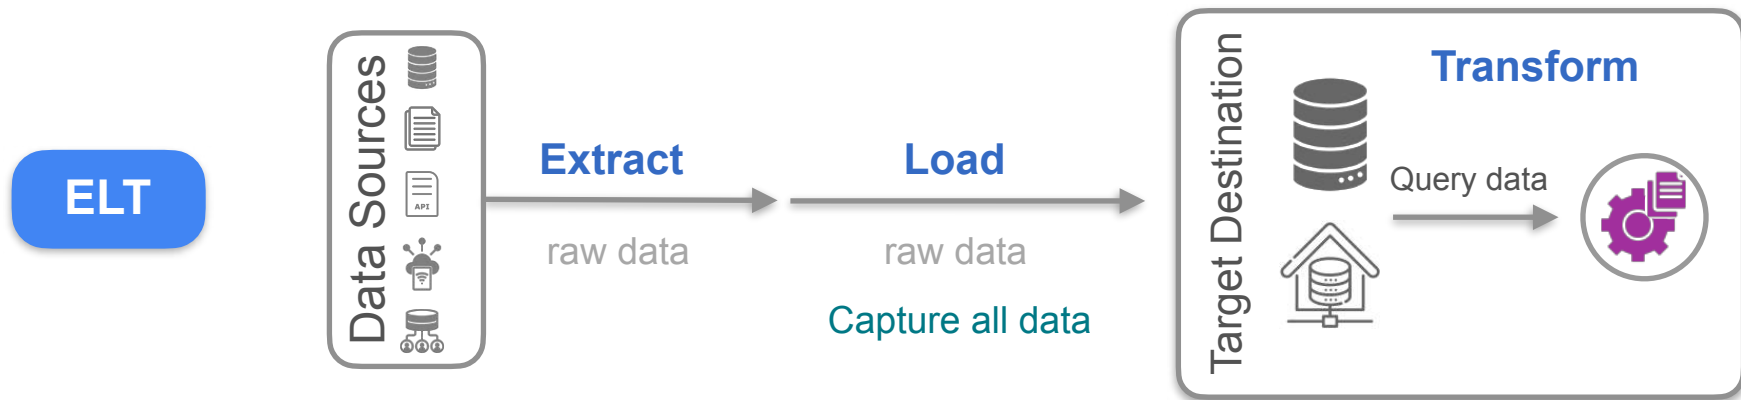 ELT
Data Sources
API
Extract
raw data
Load
raw data
Capture all data
Target Destination
Transform
Query data